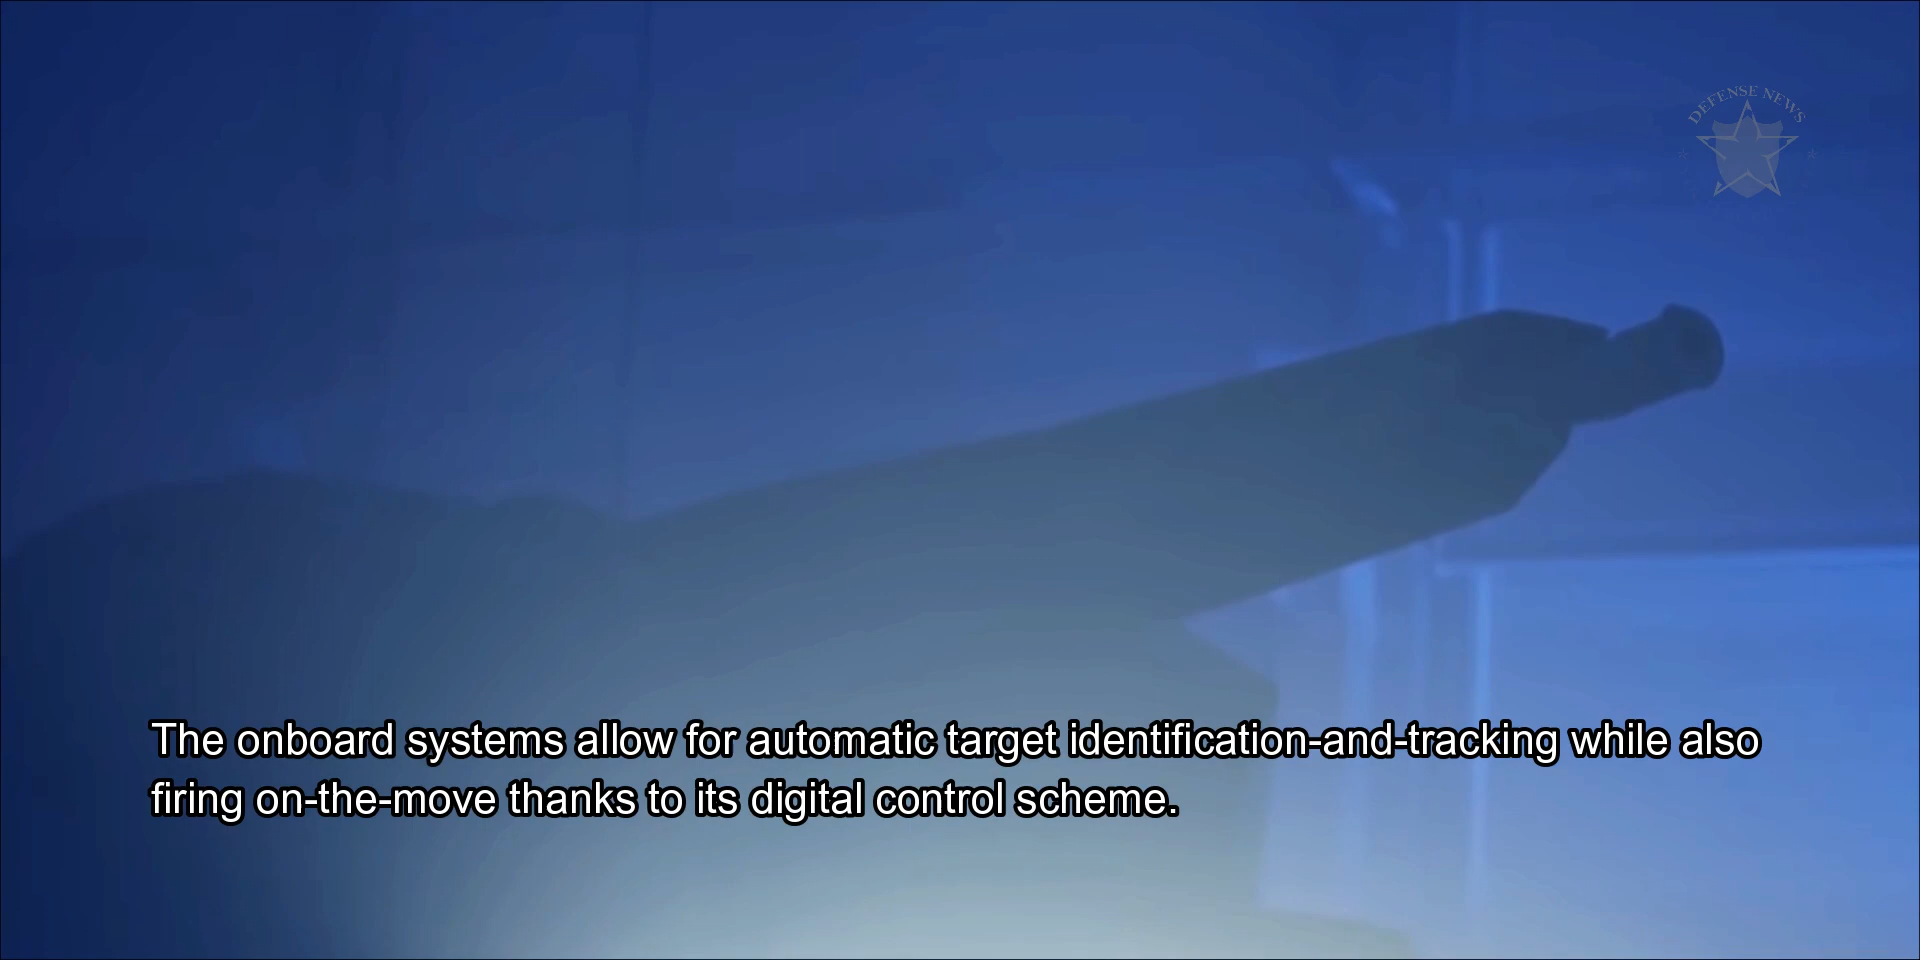 DEFENSE NEWS
The onboard systems allow for automatic target identification-and-tracking while also
firing on-the-move thanks to its digital control scheme.